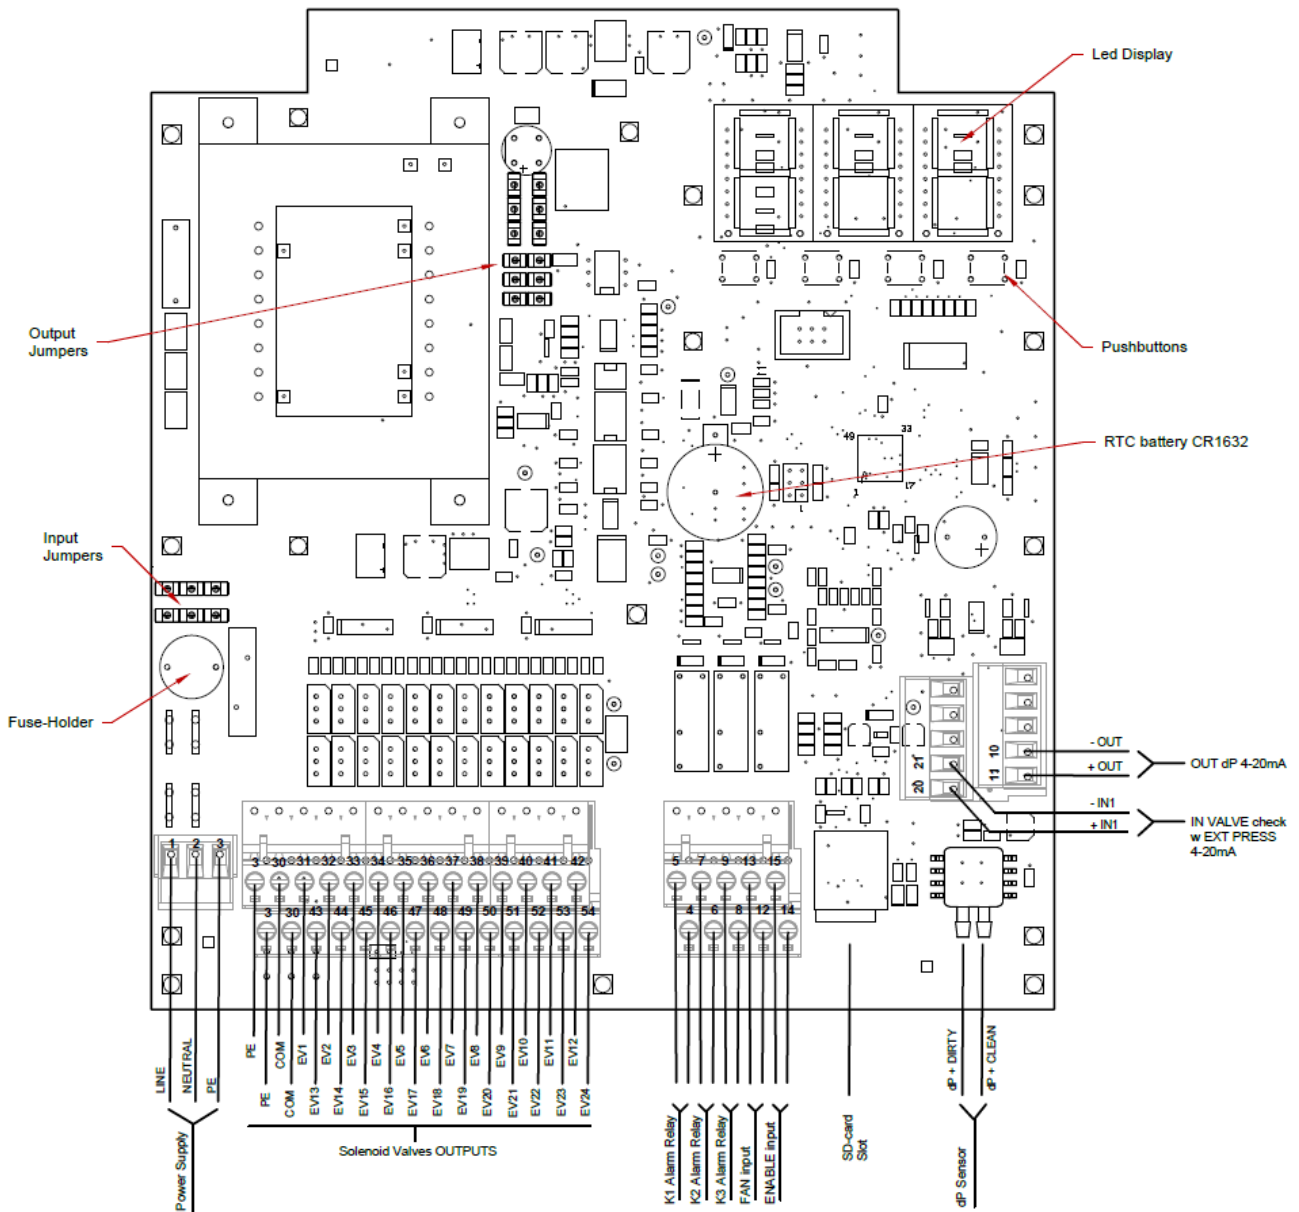 Led Display
Output
Jumpers
Pushbuttons
49
33
RTC battery CR1632
1
17
Input
Jumpers
Fuse-Holder
- OUT
10
21
OUT dP 4-20mA
+ OUT
11
20
- IN1
IN VALVE check
+ IN1
w EXT PRESS
4-20mA
1 2 3
3 30 31 32 33 34 35 36 37 38 39 40 41 42
5 7 9 13 15
3 30 43 44 45 46 47 48 49 50 51 52 53 54
4 6 8 12 14
LINE
NEUTRAL
PE
PE
COM
EV1
EV2
EV3
EV4
EV5
EV6
EV7
EV8
EV9
EV10
EV11
EV12
PE
COM
EV13
EV14
EV15
EV16
EV17
EV18
EV19
EV20
EV21
EV22
EV23
EV24
dP + DIRTY
dP + CLEAN
Power Supply
Solenoid Valves OUTPUTS
K1 Alarm Relay
K2 Alarm Relay
K3 Alarm Relay
FAN input
ENABLE input
SD-card
Slot
dP Sensor